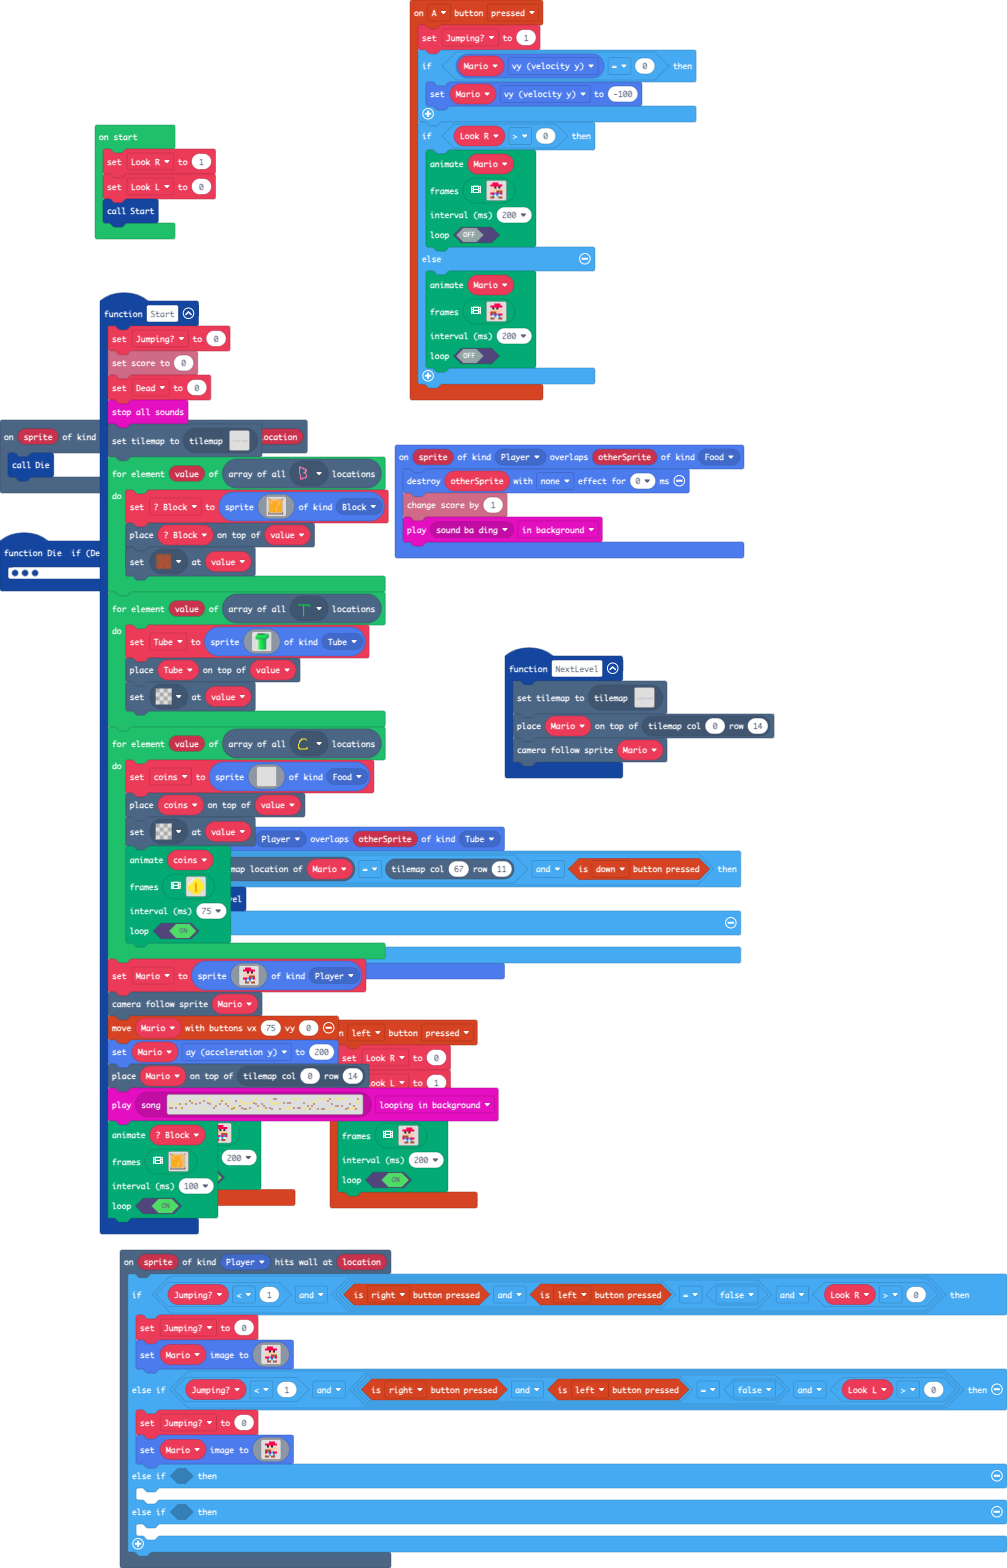 on A button pressed
set Jumping? to 1
if Mario vy (velocity y) = 0 then
set Mario vy (velocity y) to -100
if Look R > 0 then
animate Mario
frames
interval (ms) 200
loop OFF
else
animate Mario
frames
interval (ms) 200
loop OFF
on start
set Look R to 1
set Look L to 0
call Start
function Start
set Jumping? to 0
set score to 0
set Dead to 0
stop all sounds
on sprite of kind location
call Die
set tilemap to tilemap
for element value of array of all locations
do
set ? Block to sprite of kind Block
place ? Block on top of value
set at value
function Die if (De
for element value of array of all locations
do
set Tube to sprite of kind Tube
place Tube on top of value
set at value
for element value of array of all locations
do
set coins to sprite of kind Food
place coins on top of value
set at value
animate coins
frames
interval (ms) 75
loop ON
Player overlaps otherSprite of kind Tube
map location of Mario = tilemap col 67 row 11 and is down button pressed then
vel
set Mario to sprite of kind Player
camera follow sprite Mario
move Mario with buttons vx 75 vy 0
set Mario ay (acceleration y) to 200
place Mario on top of tilemap col 0 row 14
play song looping in background
animate ? Block
frames
interval (ms) 100
loop ON
200
n left button pressed
set Look R to 0
ook L to 1
frames
interval (ms) 200
loop ON
on sprite of kind Player overlaps otherSprite of kind Food
destroy otherSprite with none effect for 0 ms
change score by 1
play sound ba ding in background
function NextLevel
set tilemap to tilemap
place Mario on top of tilemap col 0 row 14
camera follow sprite Mario
on sprite of kind Player hits wall at location
if Jumping? < 1 and is right button pressed and is left button pressed = false and Look R > 0 then
set Jumping? to 0
set Mario image to
else if Jumping? < 1 and is right button pressed and is left button pressed = false and Look L > 0 then
set Jumping? to 0
set Mario image to
else if then
else if then